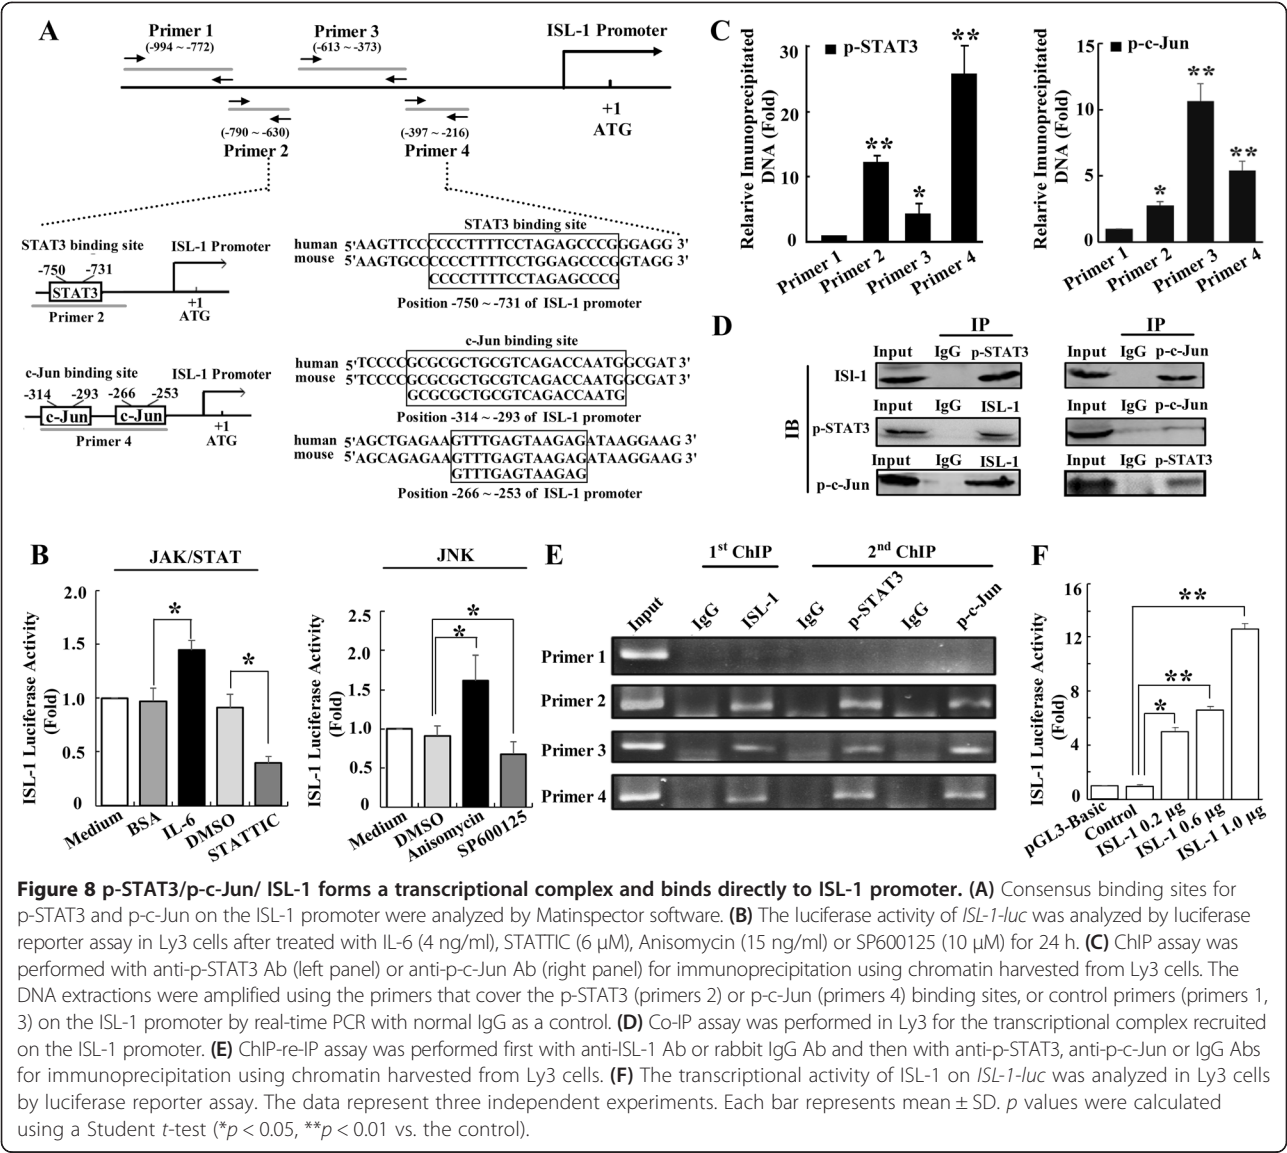 A
Primer 1
(-994 ~ -772)
Primer 3
(-613 ~ -373)
ISL-1 Promoter
+1
ATG
(-790 ~ -630)
Primer 2
(-397 ~ -216)
Primer 4
STAT3 binding site
-750 -731
STAT3
Primer 2
ISL-1 Promoter
+1
ATG
STAT3 binding site
human 5'AAGTTCCCCCCTTTTCCTAGAGCCCGGGAGG 3'
mouse 5'AAGTGCCCCCCTTTTCCTGGAGCCCGGTAGG 3'
CCCCTTTTCCTAGAGCCCG
Position -750 ~ -731 of ISL-1 promoter
c-Jun binding site
-314 -293 -266 -253
c-Jun c-Jun
Primer 4
ISL-1 Promoter
+1
ATG
c-Jun binding site
human 5'TCCCCGCGCGCTGCGTCAGACCAATGGCGAT 3'
mouse 5'TCCCCGCGCGCTGCGTCAGACCAATGGCGAT 3'
GCGCGCTGCGTCAGACCAATG
Position -314 ~ -293 of ISL-1 promoter
human 5'AGCTGAGAAGTTTGAGTAAGAGATAAGGAAG 3'
mouse 5'AGCAGAGAAGTTTGAGTAAGAGATAAGGAAG 3'
GTTTGAGTAAGAG
Position -266 ~ -253 of ISL-1 promoter
C
Relarive Imunoprecipitated
DNA (Fold)
30
20
10
0
p-STAT3
**
*
**
Primer 1
Primer 2
Primer 3
Primer 4
Relarive Imunoprecipitated
DNA (Fold)
15
10
5
0
p-c-Jun
*
**
**
Primer 1
Primer 2
Primer 3
Primer 4
D
IP
IP
Input IgG p-STAT3
Input IgG p-c-Jun
ISl-1
Input IgG ISL-1
Input IgG p-c-Jun
p-STAT3
IB
Input IgG ISL-1
Input IgG p-STAT3
p-c-Jun
B
JAK/STAT
ISL-1 Luciferase Activity
(Fold)
2.0
1.5
1.0
0.5
0
*
*
Medium
BSA
IL-6
DMSO
STATTIC
JNK
ISL-1 Luciferase Activity
(Fold)
2.5
2.0
1.5
1.0
0.5
0
*
*
Medium
DMSO
Anisomycin
SP600125
E
1st ChIP 2nd ChIP
Input
IgG
ISL-1
IgG
p-STAT3
IgG
p-c-Jun
Primer 1
Primer 2
Primer 3
Primer 4
F
ISL-1 Luciferase Activity
(Fold)
16
12
8
4
0
**
**
*
pGL3-Basic
Control
ISL-1 0.2 μg
ISL-1 0.6 μg
ISL-1 1.0 μg
Figure 8 p-STAT3/p-c-Jun/ ISL-1 forms a transcriptional complex and binds directly to ISL-1 promoter. (A) Consensus binding sites for
p-STAT3 and p-c-Jun on the ISL-1 promoter were analyzed by Matinspector software. (B) The luciferase activity of ISL-1-luc was analyzed by luciferase
reporter assay in Ly3 cells after treated with IL-6 (4 ng/ml), STATTIC (6 μM), Anisomycin (15 ng/ml) or SP600125 (10 μM) for 24 h. (C) ChIP assay was
performed with anti-p-STAT3 Ab (left panel) or anti-p-c-Jun Ab (right panel) for immunoprecipitation using chromatin harvested from Ly3 cells. The
DNA extractions were amplified using the primers that cover the p-STAT3 (primers 2) or p-c-Jun (primers 4) binding sites, or control primers (primers 1,
3) on the ISL-1 promoter by real-time PCR with normal IgG as a control. (D) Co-IP assay was performed in Ly3 for the transcriptional complex recruited
on the ISL-1 promoter. (E) ChIP-re-IP assay was performed first with anti-ISL-1 Ab or rabbit IgG Ab and then with anti-p-STAT3, anti-p-c-Jun or IgG Abs
for immunoprecipitation using chromatin harvested from Ly3 cells. (F) The transcriptional activity of ISL-1 on ISL-1-luc was analyzed in Ly3 cells
by luciferase reporter assay. The data represent three independent experiments. Each bar represents mean ± SD. p values were calculated
using a Student t-test (*p < 0.05, **p < 0.01 vs. the control).